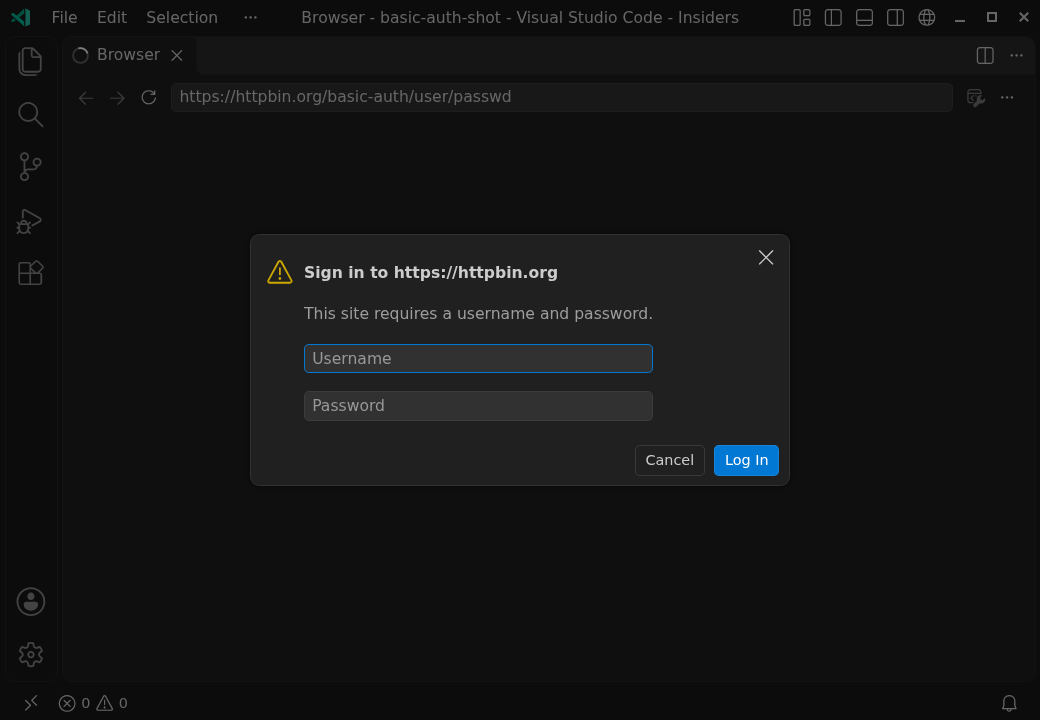 File Edit Selection ··· Browser - basic-auth-shot - Visual Studio Code - Insiders
Browser
https://httpbin.org/basic-auth/user/passwd
Sign in to https://httpbin.org
This site requires a username and password.
Username
Password
Cancel Log In
0 0